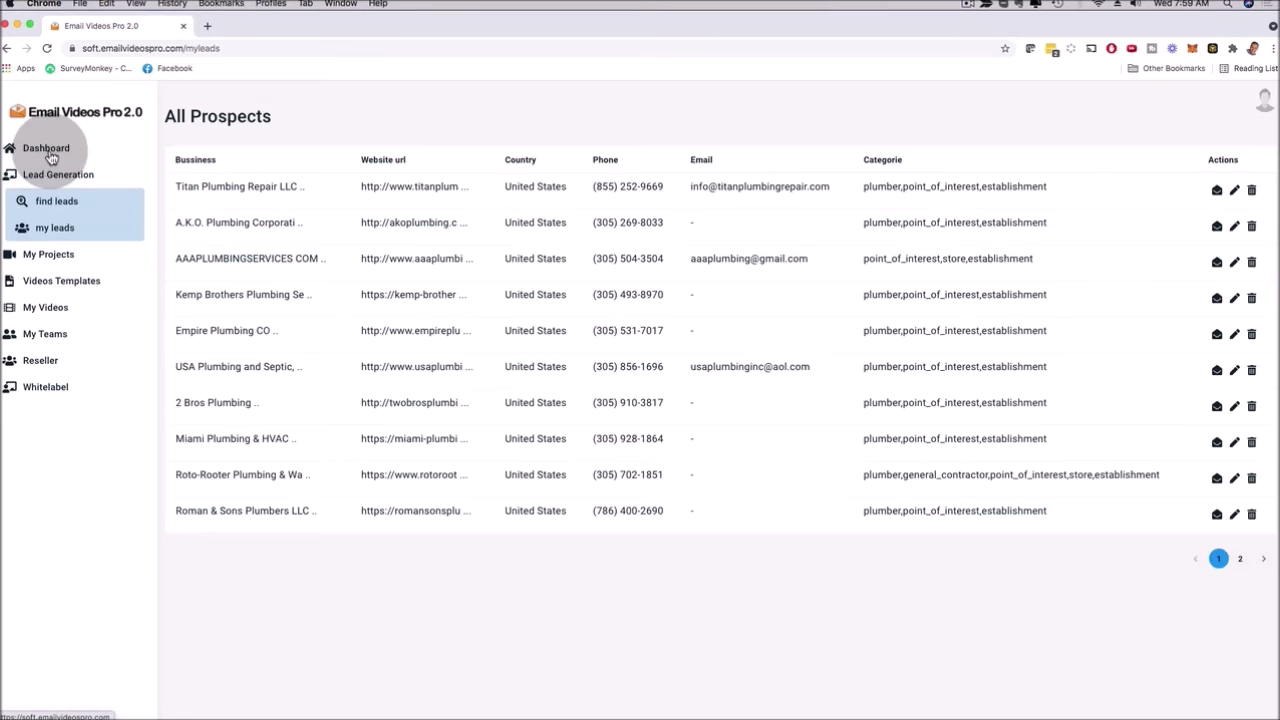 Chrome File Edit View History Bookmarks Profiles Tab Window Help Wed 7:59 AM
Email Videos Pro 2.0
soft.emailvideospro.com/myleads
Apps SurveyMonkey - C... Facebook Other Bookmarks Reading List
Email Videos Pro 2.0
Dashboard
Lead Generation
find leads
my leads
My Projects
Videos Templates
My Videos
My Teams
Reseller
Whitelabel
All Prospects
Bussiness Website url Country Phone Email Categorie Actions
Titan Plumbing Repair LLC .. http://www.titanplum ... United States (855) 252-9669 info@titanplumbingrepair.com plumber,point_of_interest,establishment
A.K.O. Plumbing Corporati .. http://akoplumbing.c ... United States (305) 269-8033 - plumber,point_of_interest,establishment
AAAPLUMBINGSERVICES COM .. http://www.aaaplumbi ... United States (305) 504-3504 aaaplumbing@gmail.com point_of_interest,store,establishment
Kemp Brothers Plumbing Se .. https://kemp-brother ... United States (305) 493-8970 - plumber,point_of_interest,establishment
Empire Plumbing CO .. http://www.empireplu ... United States (305) 531-7017 - plumber,point_of_interest,establishment
USA Plumbing and Septic, .. http://www.usaplumbi ... United States (305) 856-1696 usaplumbinginc@aol.com plumber,point_of_interest,establishment
2 Bros Plumbing .. http://twobrosplumbi ... United States (305) 910-3817 - plumber,point_of_interest,establishment
Miami Plumbing & HVAC .. https://miami-plumbi ... United States (305) 928-1864 - plumber,point_of_interest,establishment
Roto-Rooter Plumbing & Wa .. https://www.rotoroot ... United States (305) 702-1851 - plumber,general_contractor,point_of_interest,store,establishment
Roman & Sons Plumbers LLC .. https://romansonsplu ... United States (786) 400-2690 - plumber,point_of_interest,establishment
‹ 1 2 ›
ttps://soft.emailvideospro.com